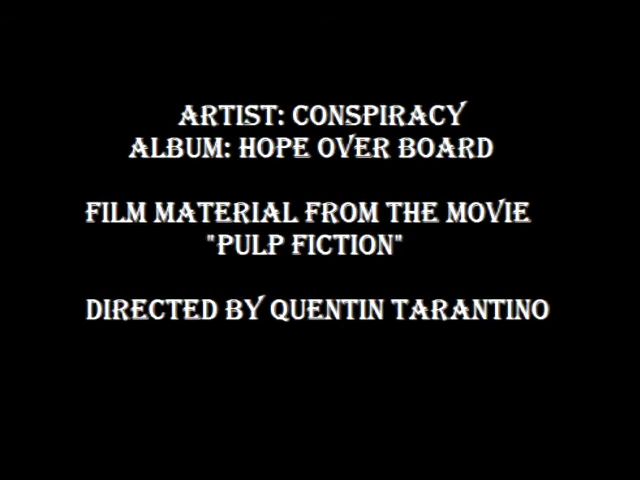 ARTIST: CONSPIRACY
ALBUM: HOPE OVER BOARD
FILM MATERIAL FROM THE MOVIE
"PULP FICTION"
DIRECTED BY QUENTIN TARANTINO